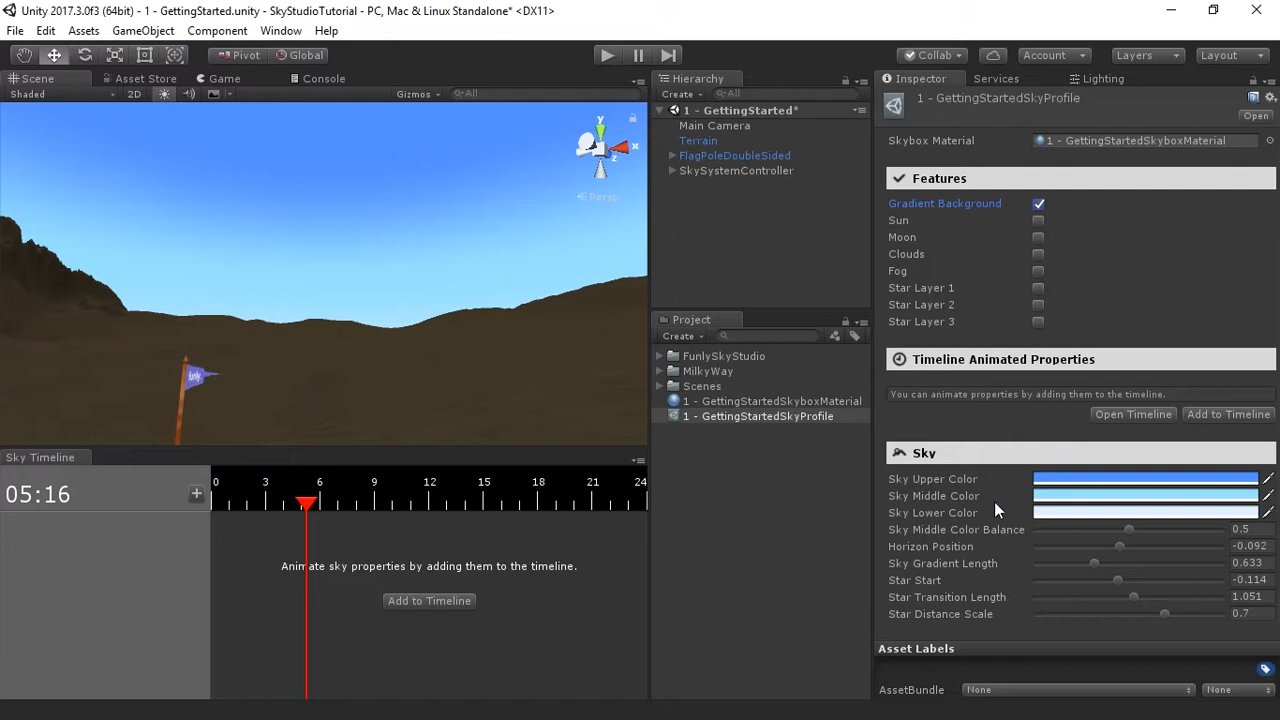 Unity 2017.3.0f3 (64bit) - 1 - GettingStarted.unity - SkyStudioTutorial - PC, Mac & Linux Standalone* <DX11>
File Edit Assets GameObject Component Window Help
Pivot Global Collab Account Layers Layout
Scene Asset Store Game Console
Shaded 2D Gizmos All
y
x
z
Persp
funly
Hierarchy
Create All
1 - GettingStarted*
Main Camera
Terrain
FlagPoleDoubleSided
SkySystemController
Project
Create
FunlySkyStudio
MilkyWay
Scenes
1 - GettingStartedSkyboxMaterial
1 - GettingStartedSkyProfile
Sky Timeline
05:16
0 3 6 9 12 15 18 21 24
Animate sky properties by adding them to the timeline.
Add to Timeline
Inspector Services Lighting
1 - GettingStartedSkyProfile
Open
Skybox Material 1 - GettingStartedSkyboxMaterial
Features
Gradient Background
Sun
Moon
Clouds
Fog
Star Layer 1
Star Layer 2
Star Layer 3
Timeline Animated Properties
You can animate properties by adding them to the timeline.
Open Timeline Add to Timeline
Sky
Sky Upper Color
Sky Middle Color
Sky Lower Color
Sky Middle Color Balance 0.5
Horizon Position -0.092
Sky Gradient Length 0.633
Star Start -0.114
Star Transition Length 1.051
Star Distance Scale 0.7
Asset Labels
AssetBundle None None